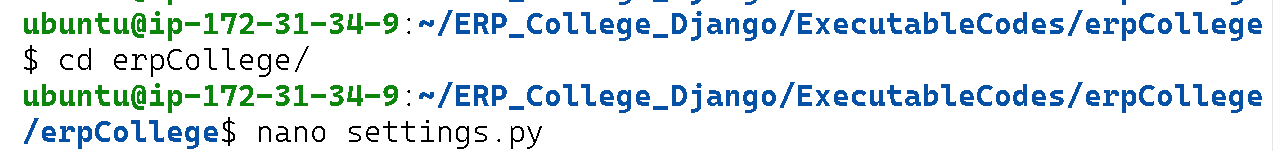 ubuntu@ip-172-31-34-9:~/ERP_College_Django/ExecutableCodes/erpCollege
$ cd erpCollege/
ubuntu@ip-172-31-34-9:~/ERP_College_Django/ExecutableCodes/erpCollege
/erpCollege$ nano settings.py